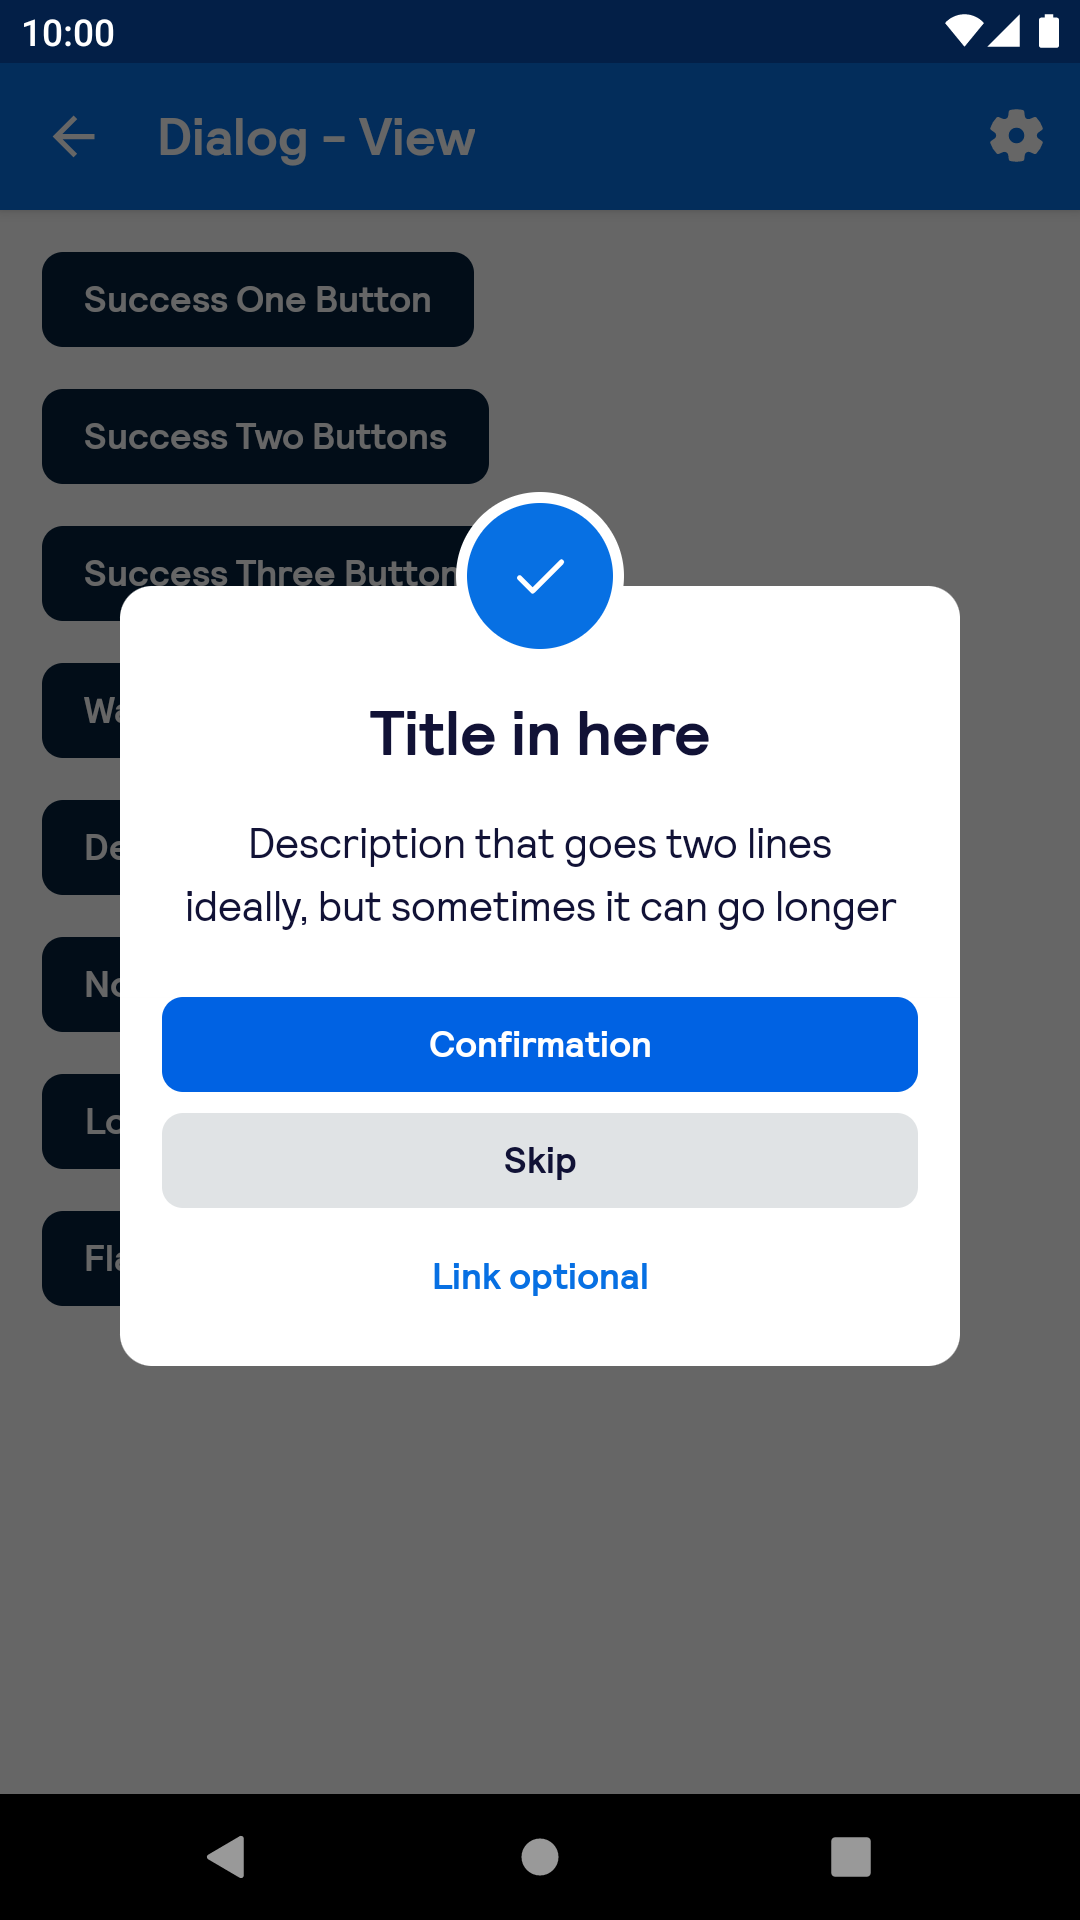 10:00
Dialog - View
Success One Button
Success Two Buttons
Success Three Button
Title in here
Description that goes two lines
ideally, but sometimes it can go longer
Confirmation
Skip
Link optional